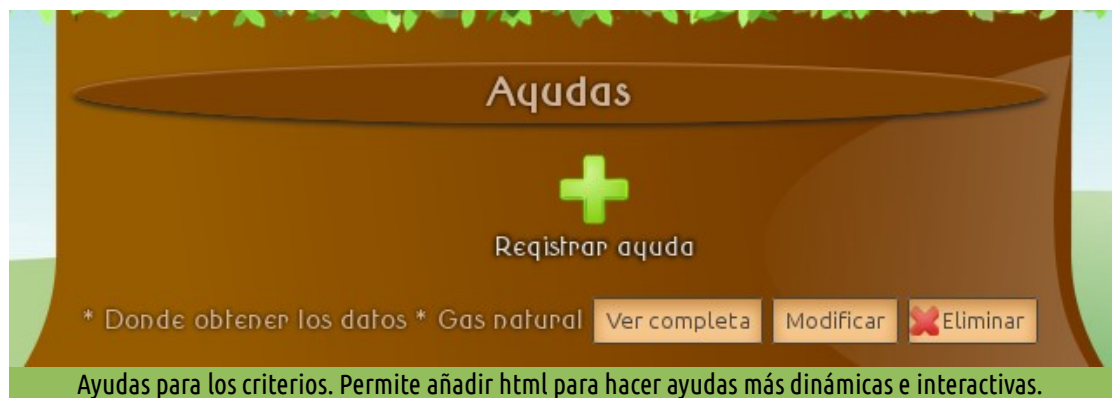 Ayudas
Registrar ayuda
* Donde obtener los datos * Gas natural Ver completa Modificar Eliminar
Ayudas para los criterios. Permite añadir html para hacer ayudas más dinámicas e interactivas.